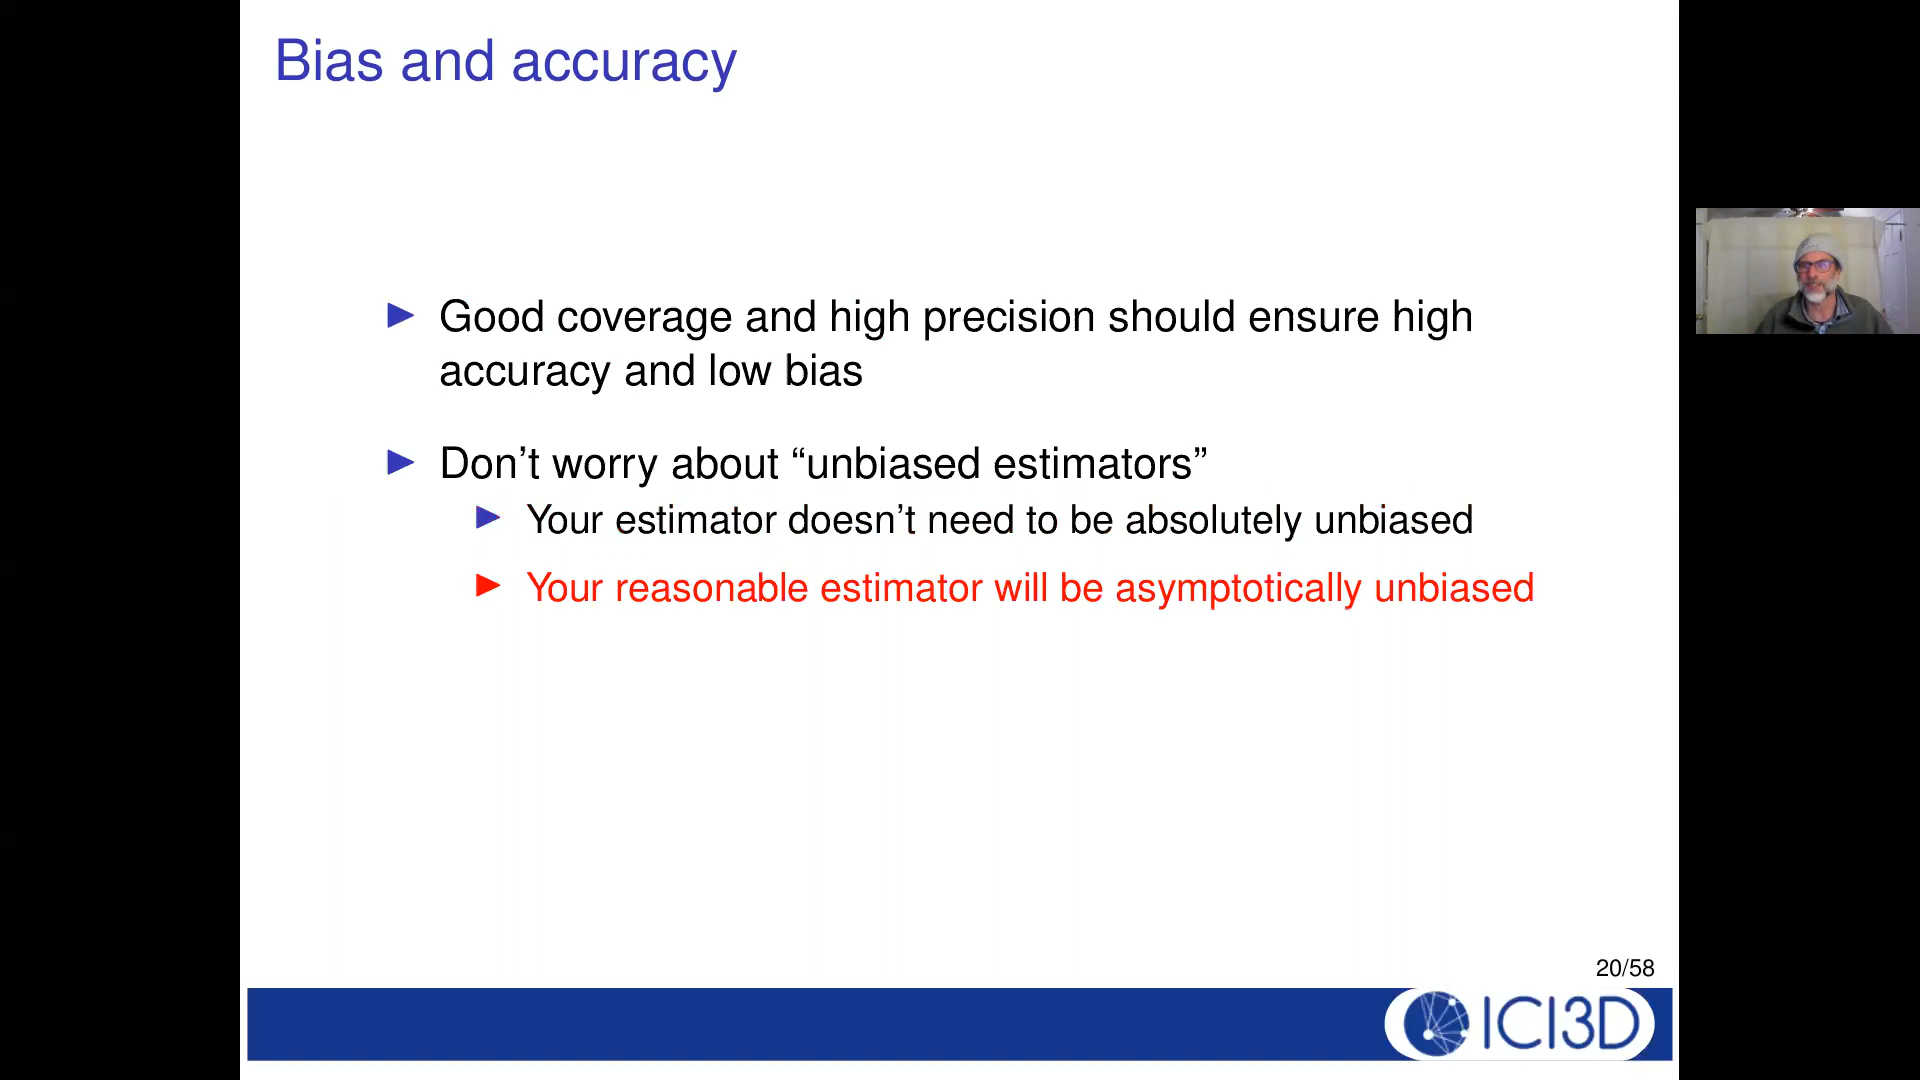 Bias and accuracy
Good coverage and high precision should ensure high
accuracy and low bias
Don't worry about “unbiased estimators”
Your estimator doesn't need to be absolutely unbiased
Your reasonable estimator will be asymptotically unbiased
20/58
ICI3D